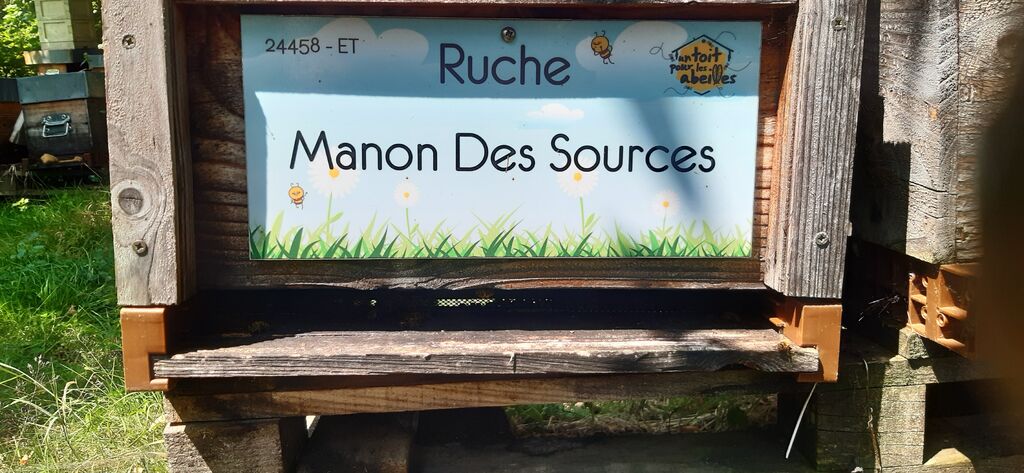 24458 - ET
Ruche
un toit
pour les
abeilles
Manon Des Sources